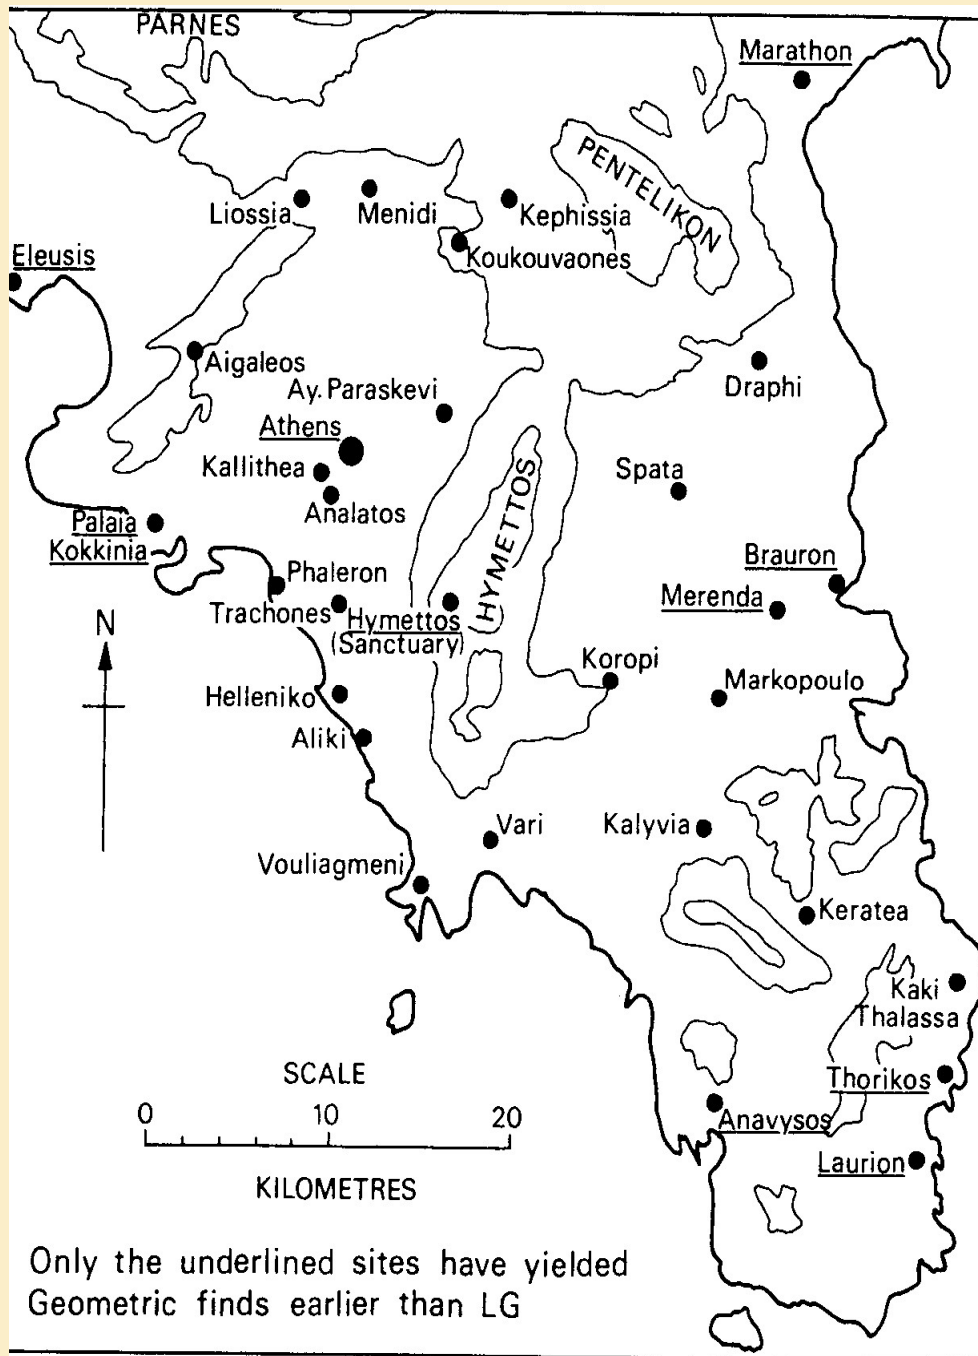 PARNES
Marathon
PENTELIKON
Liossia
Menidi
Kephissia
Koukouvaones
Eleusis
Aigaleos
Ay. Paraskevi
Draphi
Athens
Kallithea
Spata
HYMETTOS
Analatos
Palaia
Kokkinia
Brauron
Phaleron
Merenda
Trachones
Hymettos
(Sanctuary)
N
Koropi
Markopoulo
Helleniko
Aliki
Vari
Kalyvia
Vouliagmeni
Keratea
Kaki
Thalassa
SCALE
Thorikos
0 10 20
Anavysos
Laurion
KILOMETRES
Only the underlined sites have yielded
Geometric finds earlier than LG